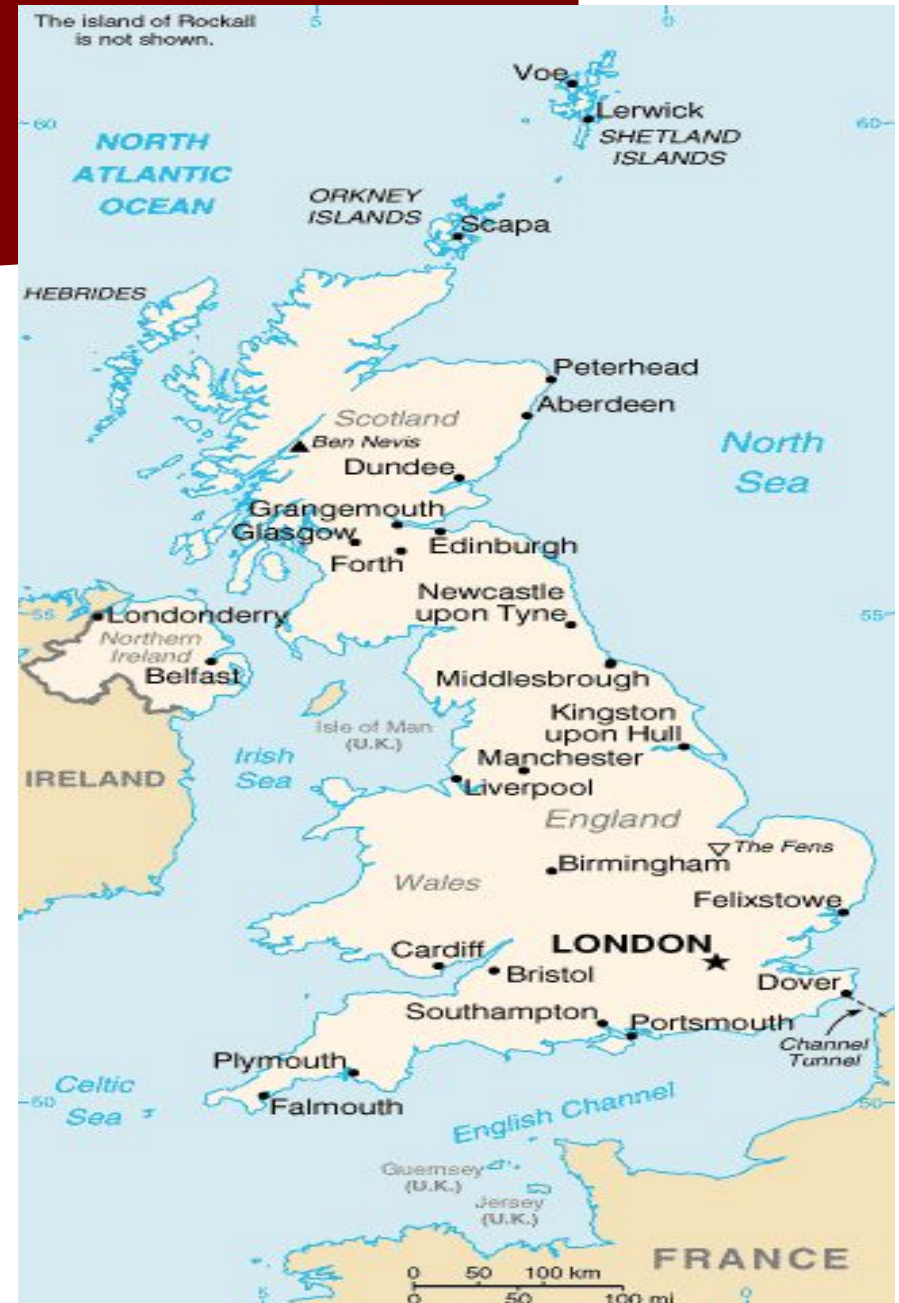 The island of Rockall
is not shown.
5
0
Voe
Lerwick
60
60
SHETLAND
ISLANDS
NORTH
ATLANTIC
OCEAN
ORKNEY
ISLANDS
Scapa
HEBRIDES
Peterhead
Aberdeen
Scotland
Ben Nevis
North
Sea
Dundee
Grangemouth
Glasgow
Edinburgh
Forth
Newcastle
upon Tyne
55
55
Londonderry
Northern
Ireland
Belfast
Middlesbrough
Kingston
upon Hull
Isle of Man
(U.K.)
Irish
Sea
Manchester
IRELAND
Liverpool
England
The Fens
Birmingham
Wales
Felixstowe
Cardiff
LONDON
Bristol
Dover
Southampton
Portsmouth
Channel
Tunnel
Plymouth
Celtic
Sea
50
50
Falmouth
English Channel
Guernsey
(U.K.)
Jersey
(U.K.)
FRANCE
0 50 100 km
0 50 100 mi
5
0